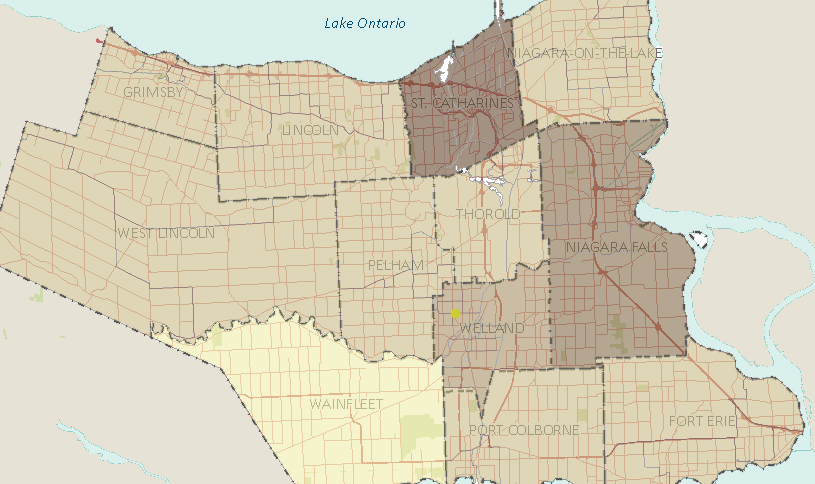 Lake Ontario
NIAGARA-ON-THE-LAKE
GRIMSBY
ST. CATHARINES
LINCOLN
THOROLD
WEST LINCOLN
NIAGARA FALLS
PELHAM
WELLAND
WAINFLEET
FORT ERIE
PORT COLBORNE